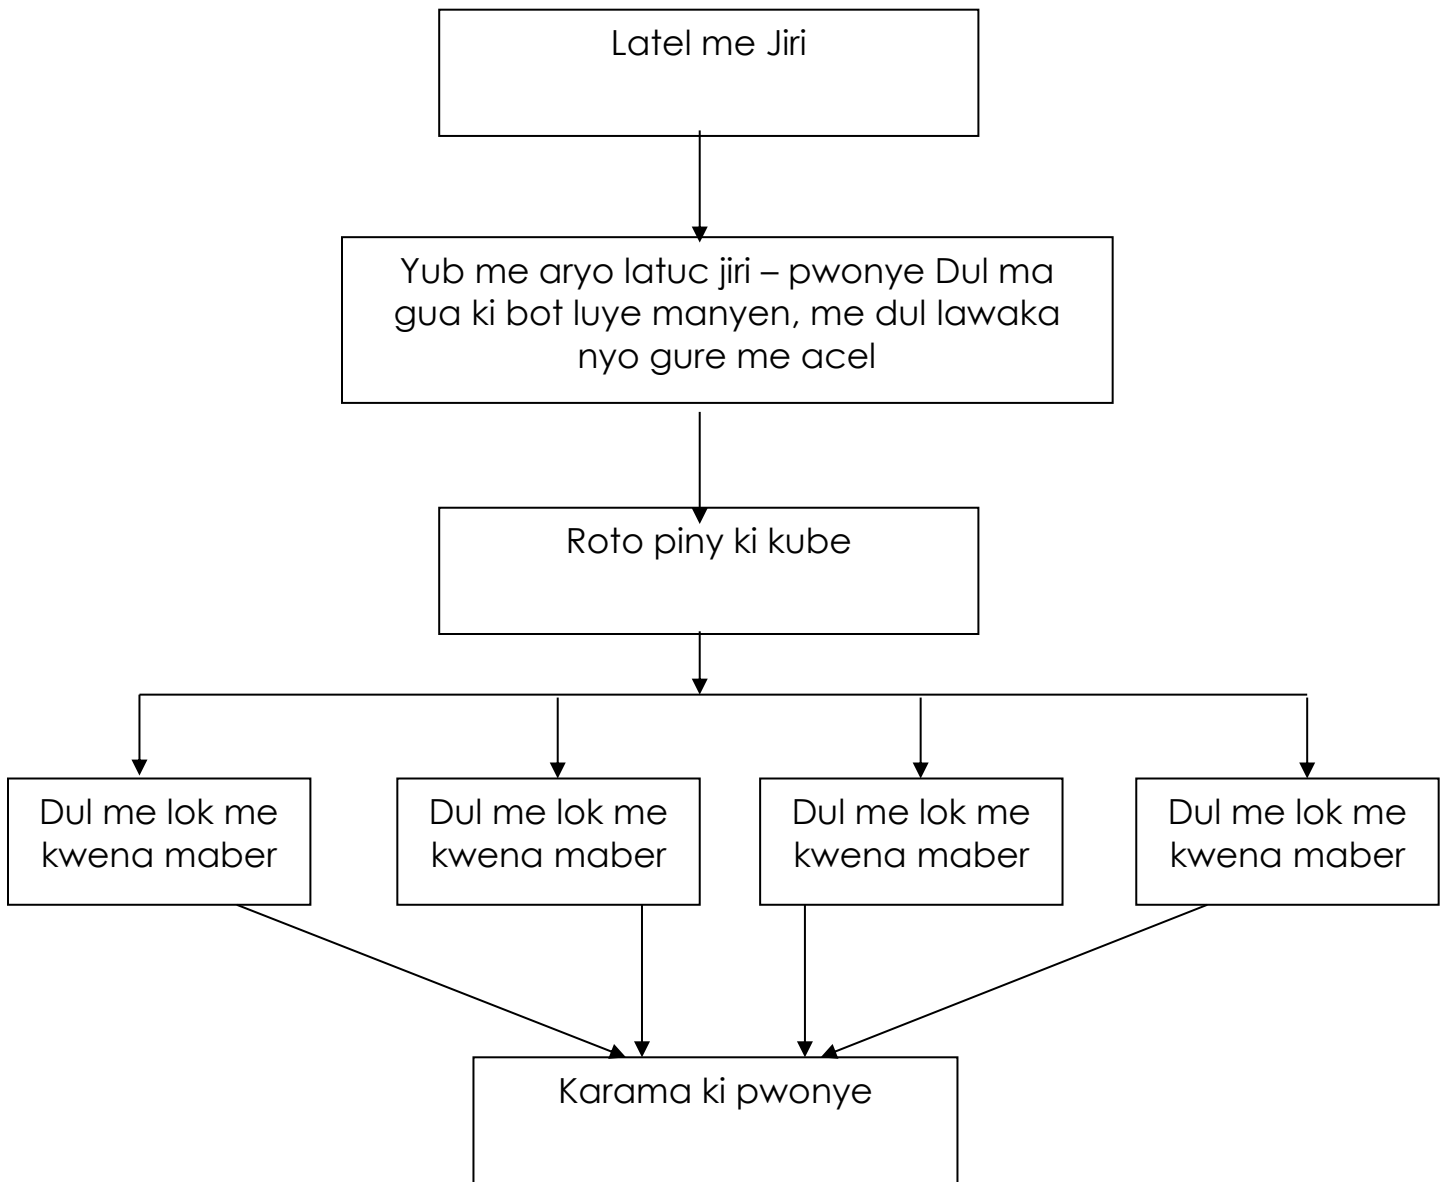 Latel me Jiri
Yub me aryo latuc jiri – pwonye Dul ma
gua ki bot luye manyen, me dul lawaka
nyo gure me acel
Roto piny ki kube
Dul me lok me
kwena maber
Dul me lok me
kwena maber
Dul me lok me
kwena maber
Dul me lok me
kwena maber
Karama ki pwonye